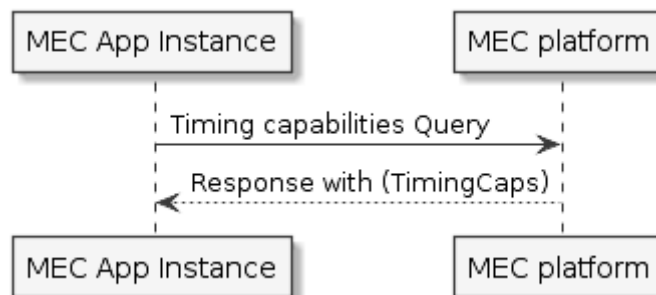 MEC App Instance
MEC platform
Timing capabilities Query
Response with (TimingCaps)
MEC App Instance
MEC platform